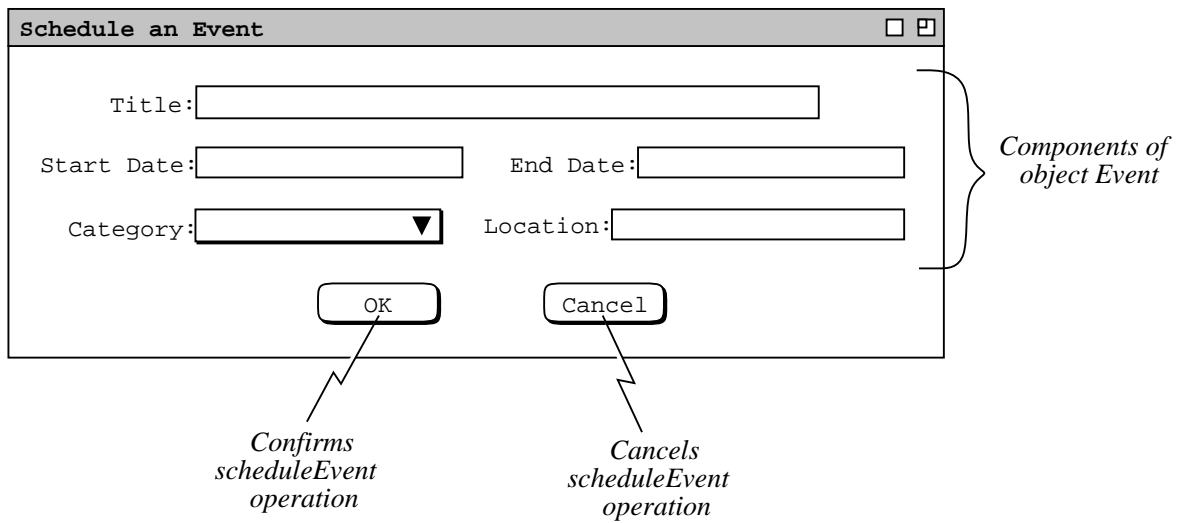 Schedule an Event
Title:
Start Date:
End Date:
Category:
Location:
OK
Cancel
Components of
object Event
Confirms
scheduleEvent
operation
Cancels
scheduleEvent
operation